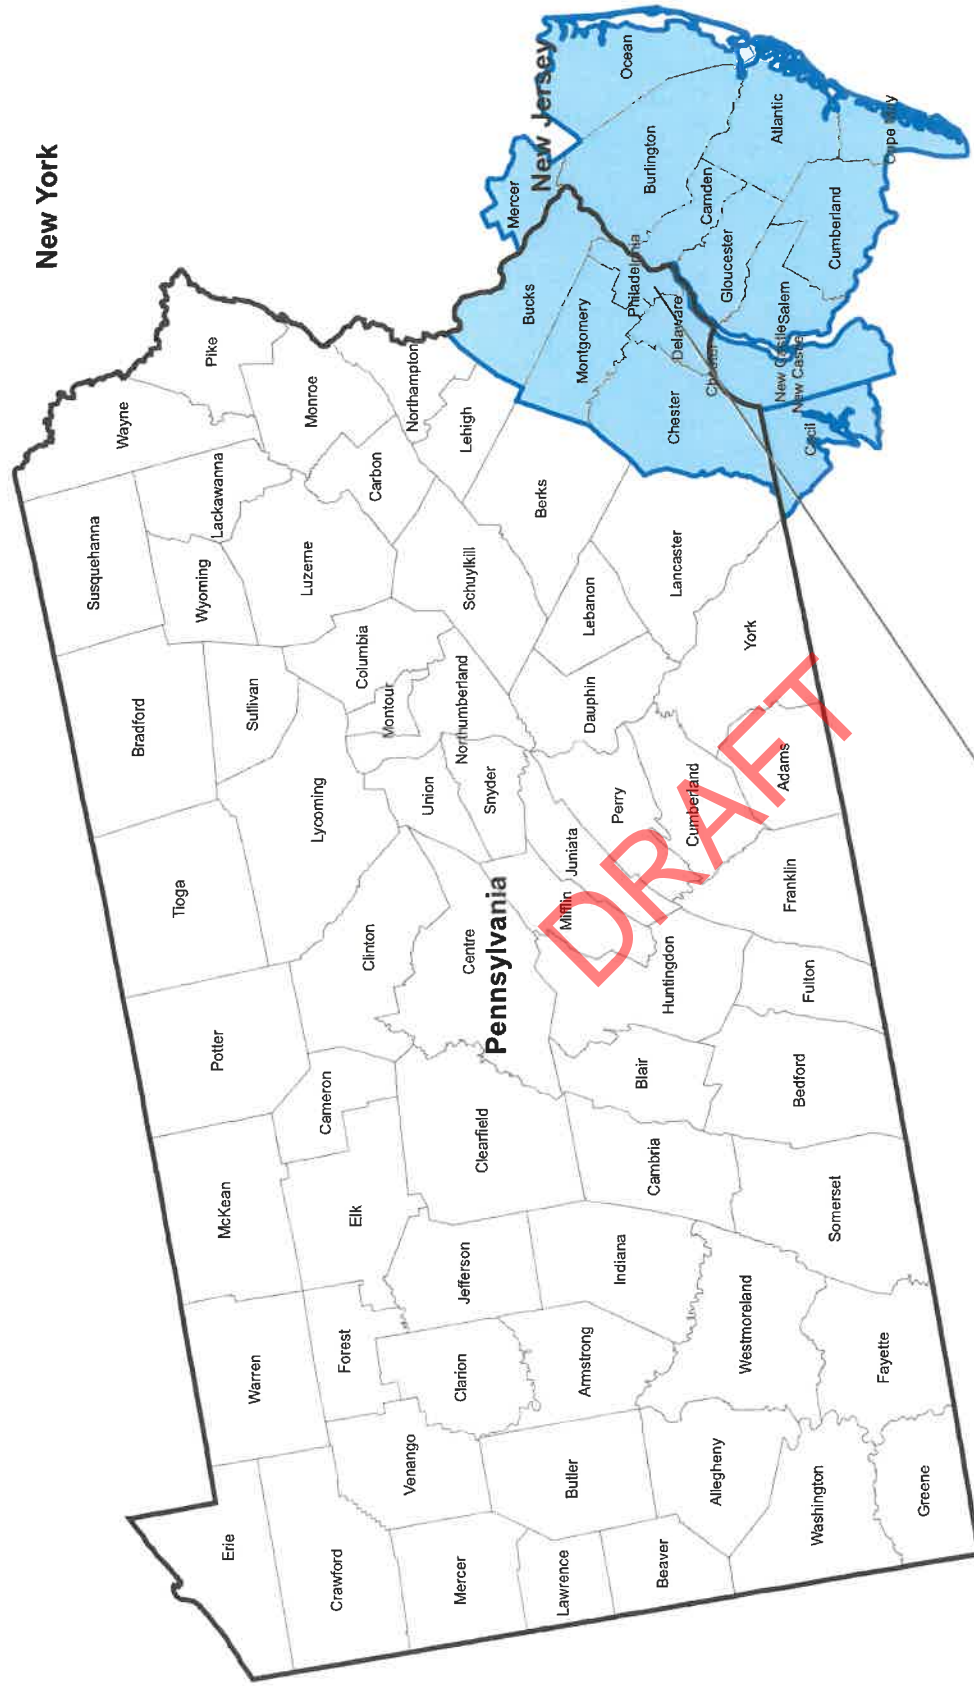 New York
New Jersey
Pennsylvania
DRAFT
Erie
Crawford
Mercer
Lawrence
Beaver
Washington
Greene
Warren
Forest
Venango
Butler
Allegheny
Clarion
Armstrong
Westmoreland
Fayette
McKean
Elk
Jefferson
Indiana
Cambria
Somerset
Potter
Cameron
Clearfield
Blair
Bedford
Tioga
Clinton
Centre
Huntingdon
Fulton
Mifflin
Juniata
Franklin
Bradford
Sullivan
Lycoming
Union
Snyder
Montour
Northumberland
Columbia
Perry
Cumberland
Adams
Dauphin
York
Susquehanna
Wyoming
Lackawanna
Luzerne
Schuylkill
Lebanon
Lancaster
Wayne
Pike
Monroe
Carbon
Northampton
Lehigh
Berks
Bucks
Montgomery
Philadelphia
Delaware
Chester
Chester
Mercer
Ocean
Burlington
Camden
Gloucester
Atlantic
Salem
Cumberland
Cape May
New Castle
New Castle
Cecil